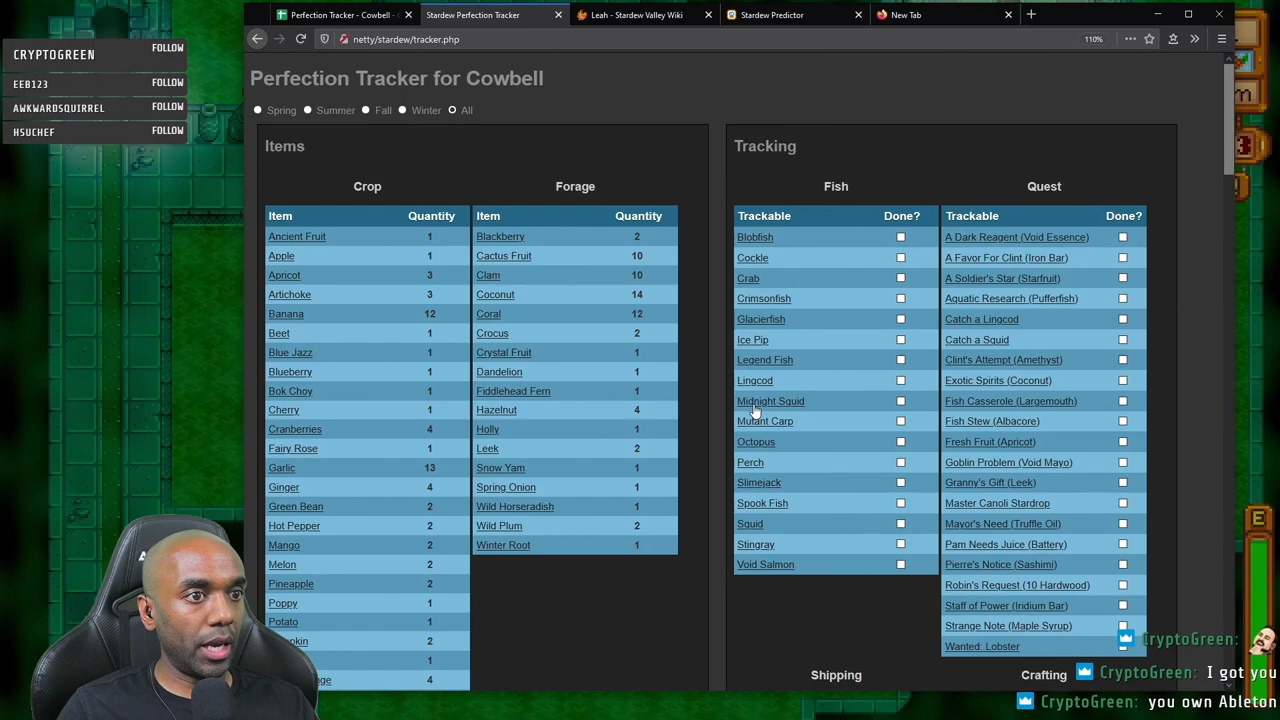 Perfection Tracker - Cowbell -
Stardew Perfection Tracker
Leah - Stardew Valley Wiki
Stardew Predictor
New Tab
netty/stardew/tracker.php
110%
CRYPTOGREEN FOLLOW
EEB123 FOLLOW
AWKWARDSQUIRREL FOLLOW
HSUCHEF FOLLOW
Perfection Tracker for Cowbell
Spring Summer Fall Winter All
Items
Crop
Item Quantity
Ancient Fruit 1
Apple 1
Apricot 3
Artichoke 3
Banana 12
Beet 1
Blue Jazz 1
Blueberry 1
Bok Choy 1
Cherry 1
Cranberries 4
Fairy Rose 1
Garlic 13
Ginger 4
Green Bean 2
Hot Pepper 2
Mango 2
Melon 2
Pineapple 2
Poppy 1
Potato 1
2
1
4
Forage
Item Quantity
Blackberry 2
Cactus Fruit 10
Clam 10
Coconut 14
Coral 12
Crocus 2
Crystal Fruit 1
Dandelion 1
Fiddlehead Fern 1
Hazelnut 4
Holly 1
Leek 2
Snow Yam 1
Spring Onion 1
Wild Horseradish 1
Wild Plum 2
Winter Root 1
Tracking
Fish
Trackable Done?
Blobfish
Cockle
Crab
Crimsonfish
Glacierfish
Ice Pip
Legend Fish
Lingcod
Midnight Squid
Mutant Carp
Octopus
Perch
Slimejack
Spook Fish
Squid
Stingray
Void Salmon
Quest
Trackable Done?
A Dark Reagent (Void Essence)
A Favor For Clint (Iron Bar)
A Soldier's Star (Starfruit)
Aquatic Research (Pufferfish)
Catch a Lingcod
Catch a Squid
Clint's Attempt (Amethyst)
Exotic Spirits (Coconut)
Fish Casserole (Largemouth)
Fish Stew (Albacore)
Fresh Fruit (Apricot)
Goblin Problem (Void Mayo)
Granny's Gift (Leek)
Master Canoli Stardrop
Mayor's Need (Truffle Oil)
Pam Needs Juice (Battery)
Pierre's Notice (Sashimi)
Robin's Request (10 Hardwood)
Staff of Power (Iridium Bar)
Strange Note (Maple Syrup)
Wanted: Lobster
Shipping
Crafting
E
CryptoGreen:
CryptoGreen: I got you
CryptoGreen: you own Ableton